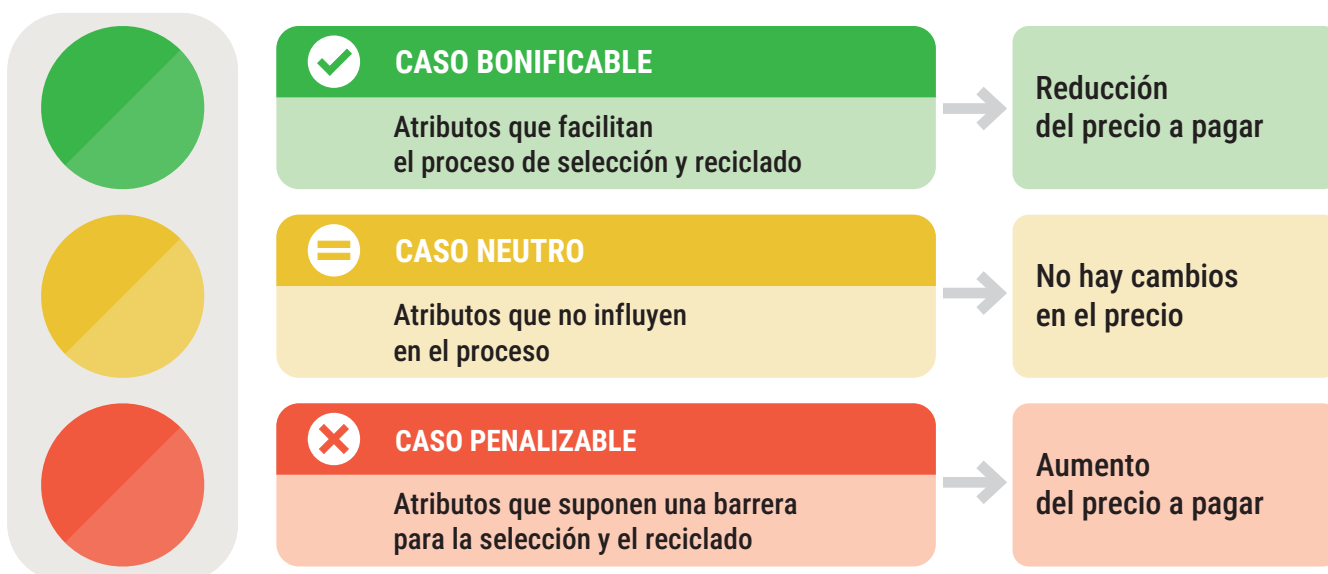 CASO BONIFICABLE
Atributos que facilitan
el proceso de selección y reciclado
Reducción
del precio a pagar
CASO NEUTRO
Atributos que no influyen
en el proceso
No hay cambios
en el precio
CASO PENALIZABLE
Atributos que suponen una barrera
para la selección y el reciclado
Aumento
del precio a pagar